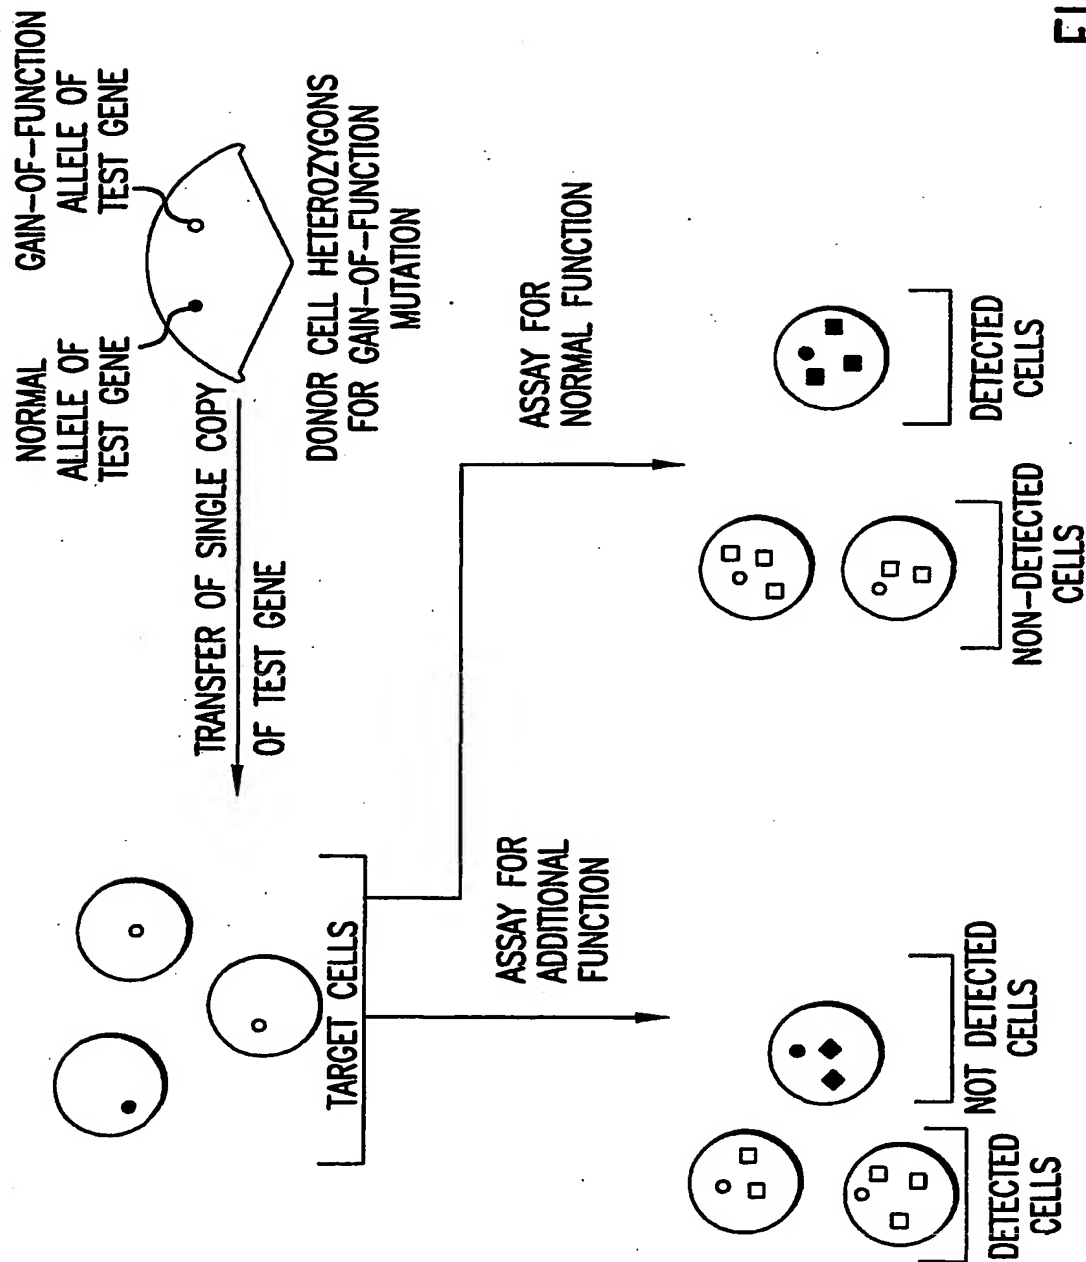 NORMAL
ALLELE OF
TEST GENE
GAIN-OF-FUNCTION
ALLELE OF
TEST GENE
DONOR CELL HETEROZYGONS
FOR GAIN-OF-FUNCTION
MUTATION
TRANSFER OF SINGLE COPY
OF TEST GENE
TARGET CELLS
ASSAY FOR
ADDITIONAL
FUNCTION
ASSAY FOR
NORMAL FUNCTION
DETECTED
CELLS
NOT DETECTED
CELLS
NON-DETECTED
CELLS
DETECTED
CELLS